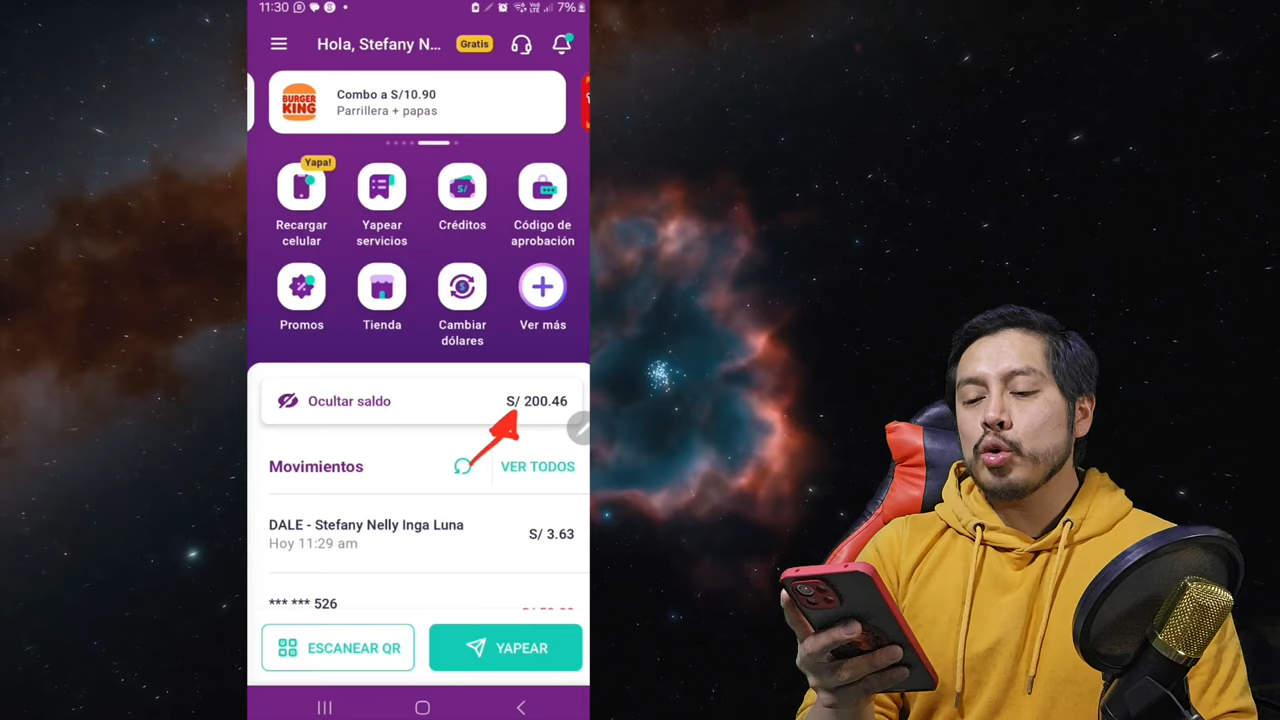 11:30
7%
Hola, Stefany N...
Gratis
BURGER
KING
Combo a S/10.90
Parrillera + papas
Yapa!
S/
Recargar
celular
Yapear
servicios
Créditos
Código de
aprobación
Promos
Tienda
Cambiar
dólares
Ver más
Ocultar saldo
S/ 200.46
Movimientos
VER TODOS
DALE - Stefany Nelly Inga Luna
S/ 3.63
Hoy 11:29 am
*** *** 526
ESCANEAR QR
YAPEAR